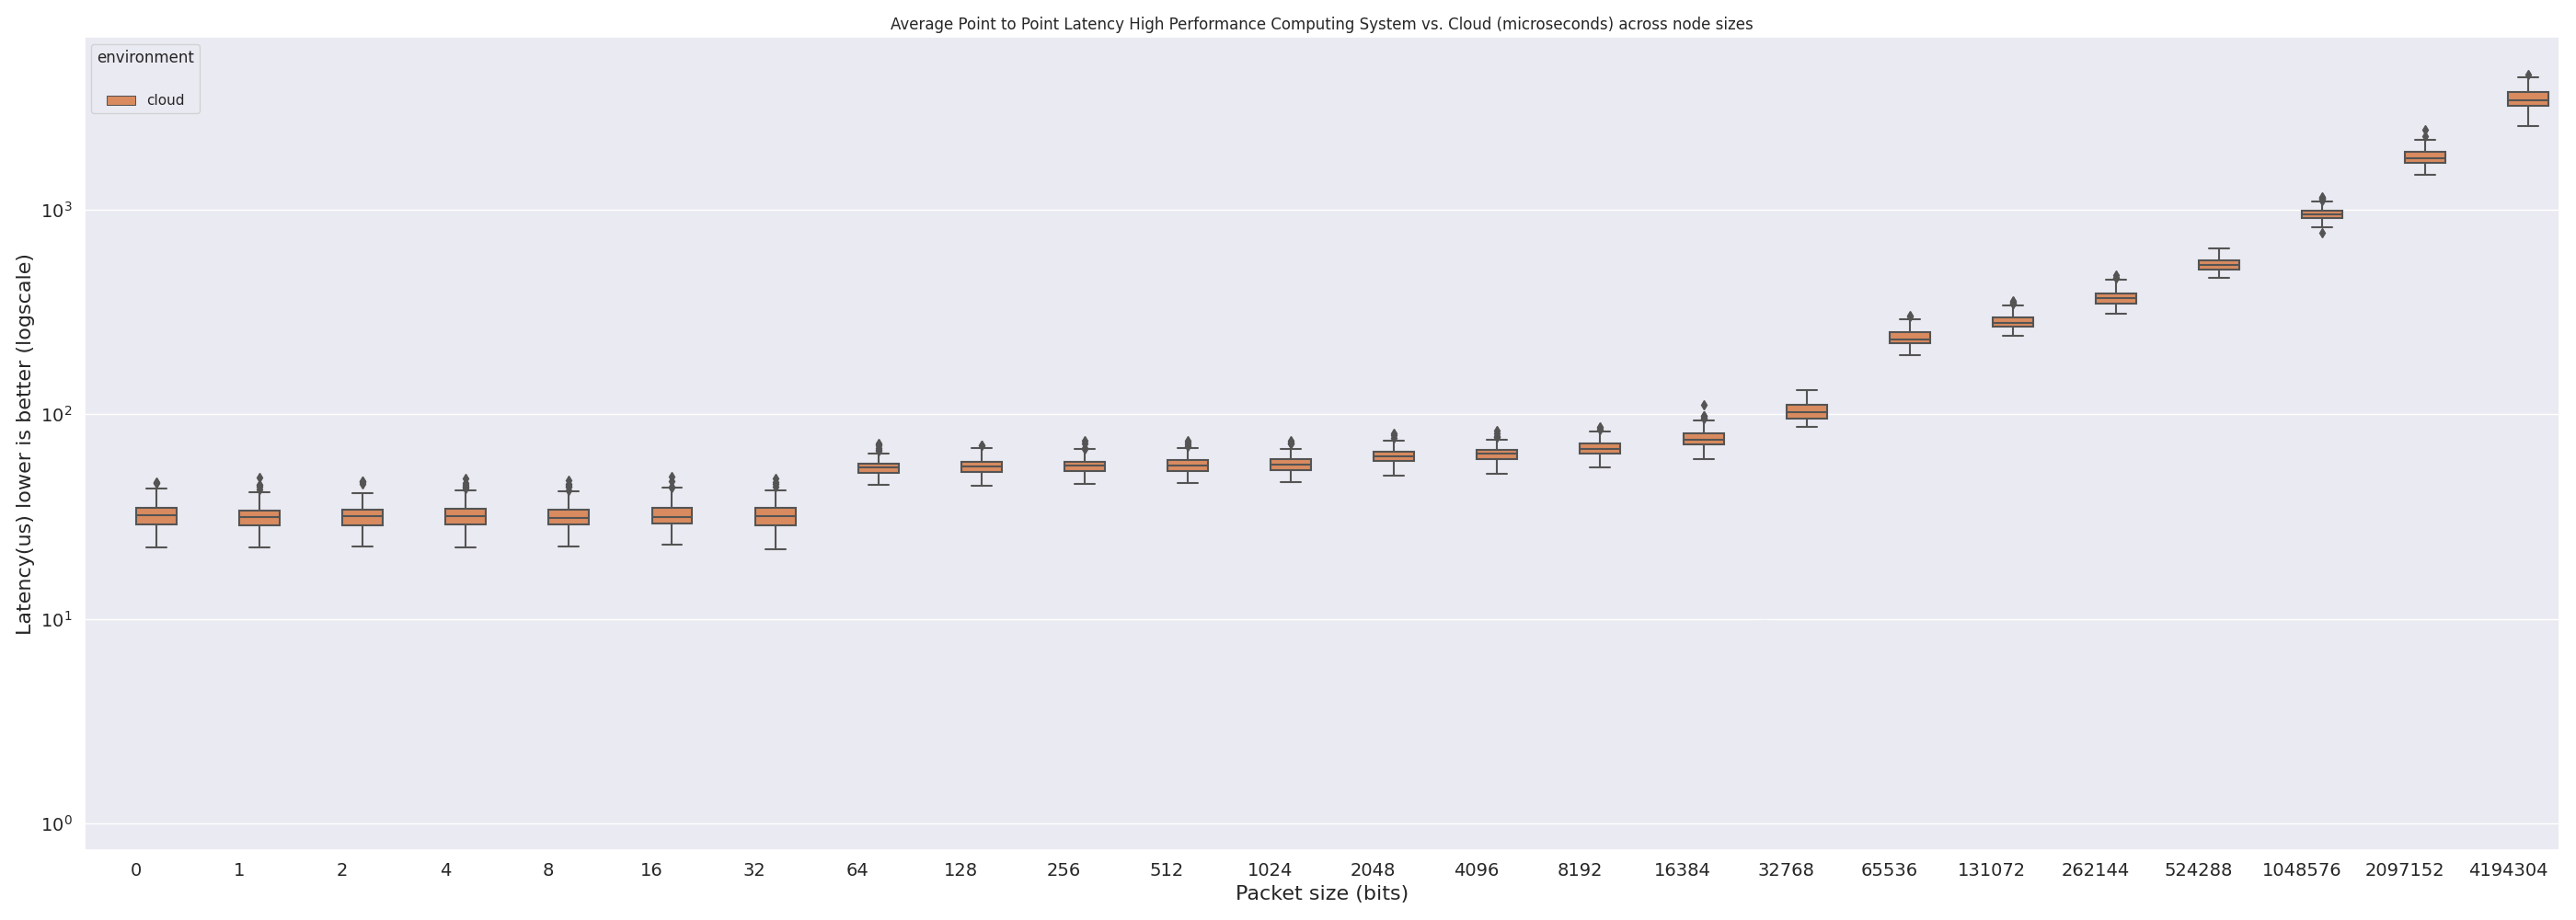 Average Point to Point Latency High Performance Computing System vs. Cloud (microseconds) across node sizes
environment
cloud
Latency(us) lower is better (logscale)
10³
10²
10¹
10⁰
0 1 2 4 8 16 32 64 128 256 512 1024 2048 4096 8192 16384 32768 65536 131072 262144 524288 1048576 2097152 4194304
Packet size (bits)